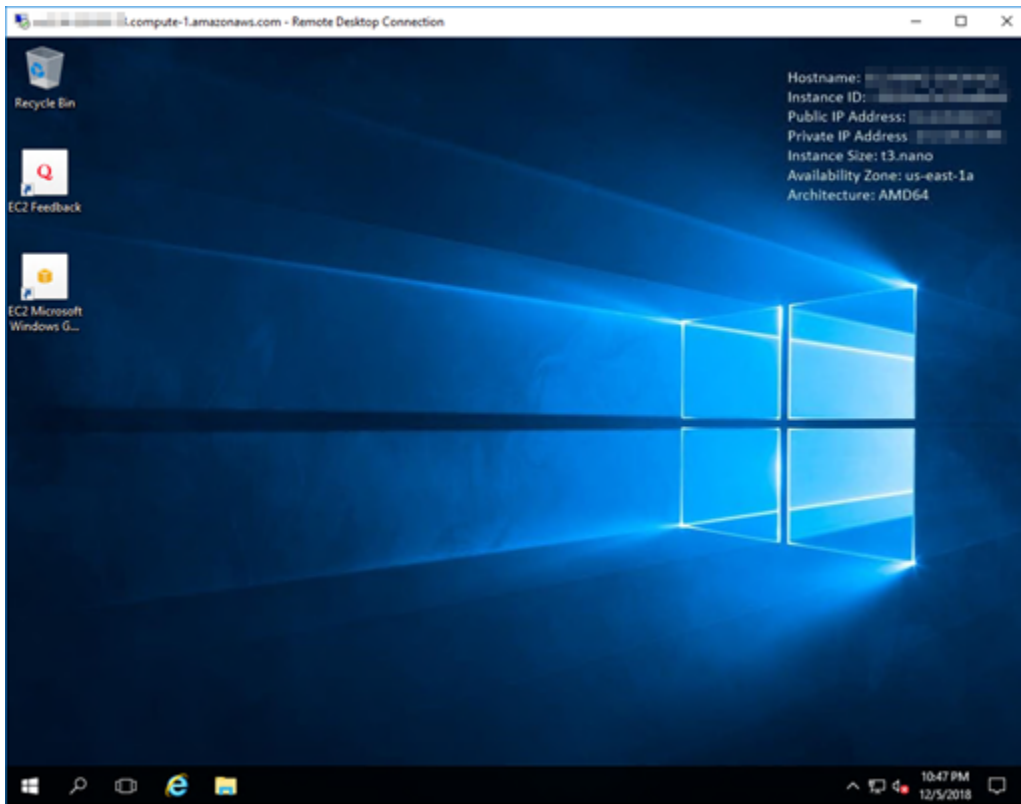 .compute-1.amazonaws.com - Remote Desktop Connection
Recycle Bin
EC2 Feedback
EC2 Microsoft
Windows G...
Hostname:
Instance ID:
Public IP Address:
Private IP Address
Instance Size: t3.nano
Availability Zone: us-east-1a
Architecture: AMD64
10:47 PM
12/5/2018